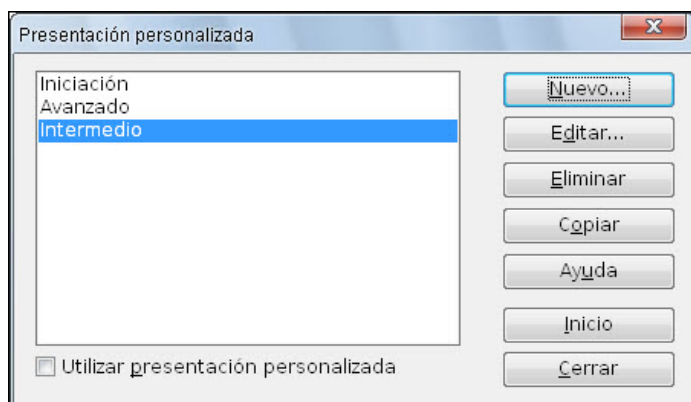 Presentación personalizada
Iniciación
Avanzado
Intermedio
Nuevo...
Editar...
Eliminar
Copiar
Ayuda
Inicio
Utilizar presentación personalizada
Cerrar